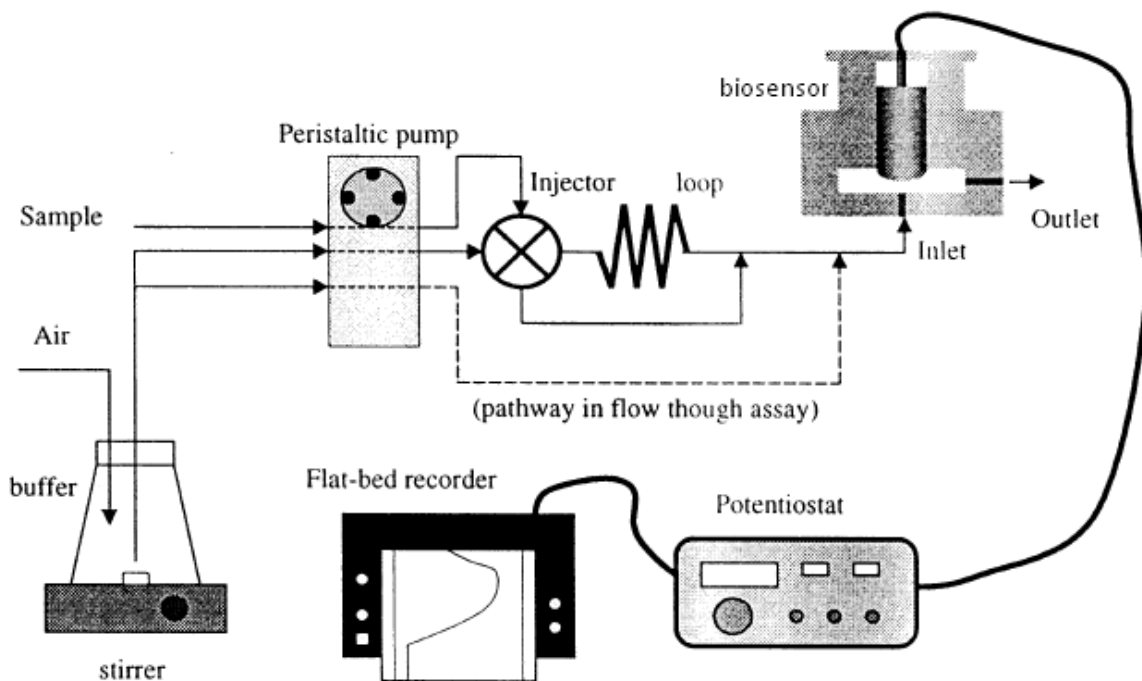 biosensor
Peristaltic pump
Injector
loop
Sample
Outlet
Inlet
Air
(pathway in flow though assay)
buffer
Flat-bed recorder
Potentiostat
stirrer